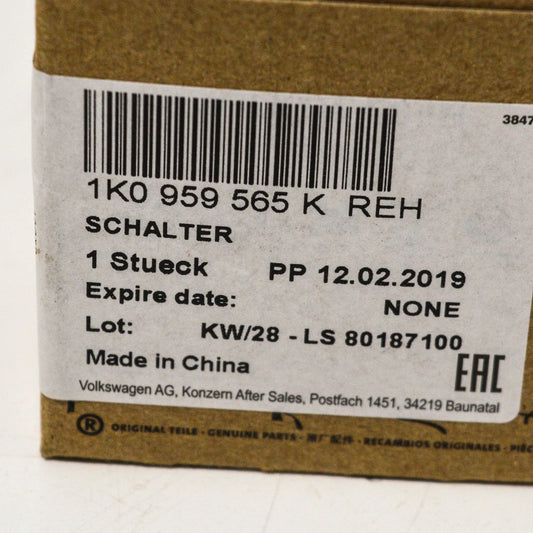 3847
1K0 959 565 K REH
SCHALTER
1 Stueck PP 12.02.2019
Expire date: NONE
Lot: KW/28 - LS 80187100
Made in China
EAC
Volkswagen AG, Konzern After Sales, Postfach 1451, 34219 Baunatal
® ORIGINAL TEILE · GENUINE PARTS · 原厂配件 · RECAMBIOS ORIGINALES · PIÈC